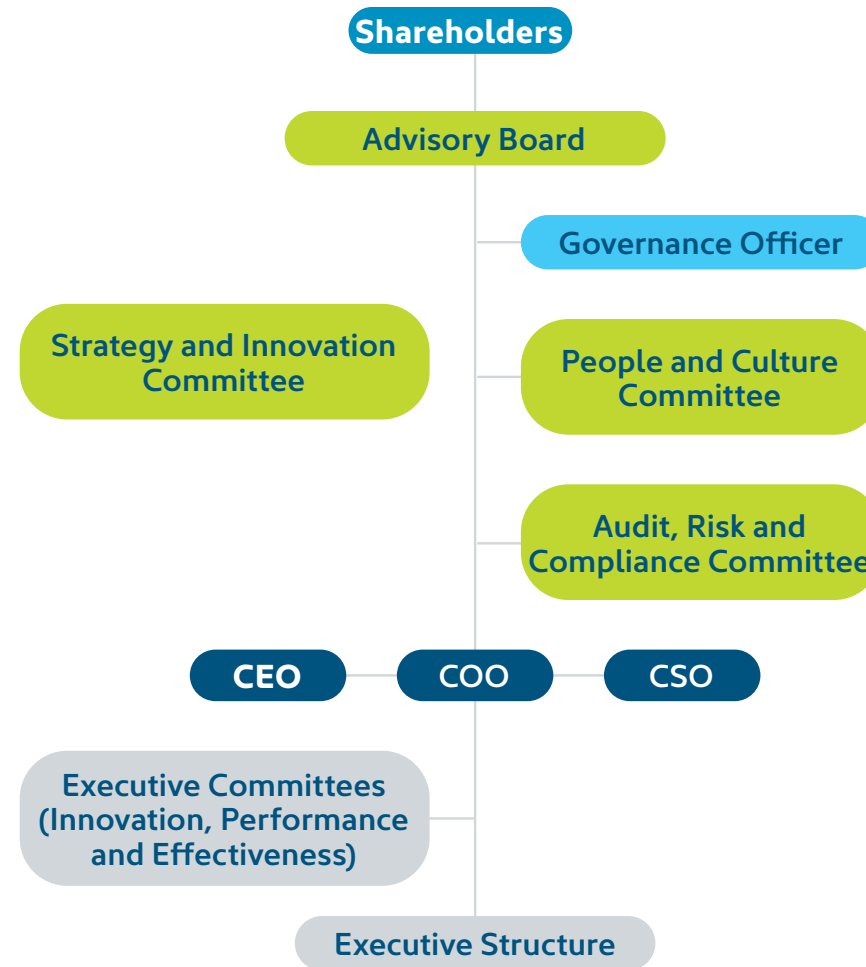 Shareholders
Advisory Board
Governance Officer
Strategy and Innovation
Committee
People and Culture
Committee
Audit, Risk and
Compliance Committee
CEO
COO
CSO
Executive Committees
(Innovation, Performance
and Effectiveness)
Executive Structure